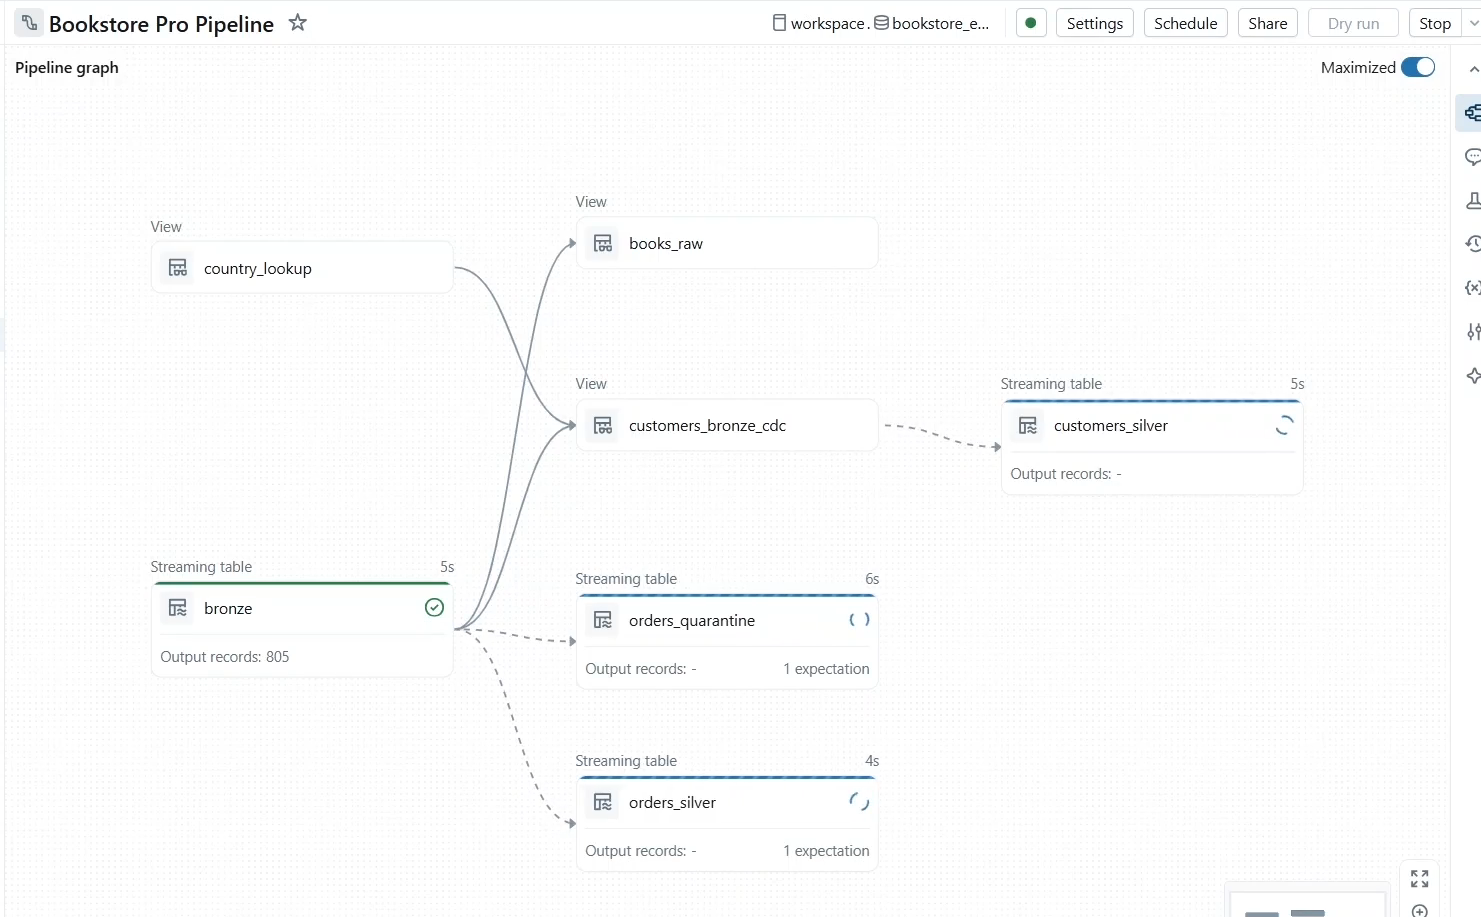 Bookstore Pro Pipeline
workspace. bookstore_e...
Settings
Schedule
Share
Dry run
Stop
Pipeline graph
Maximized
View
country_lookup
View
books_raw
View
customers_bronze_cdc
Streaming table 5s
customers_silver
Output records: -
Streaming table 5s
bronze
Output records: 805
Streaming table 6s
orders_quarantine
Output records: - 1 expectation
Streaming table 4s
orders_silver
Output records: - 1 expectation